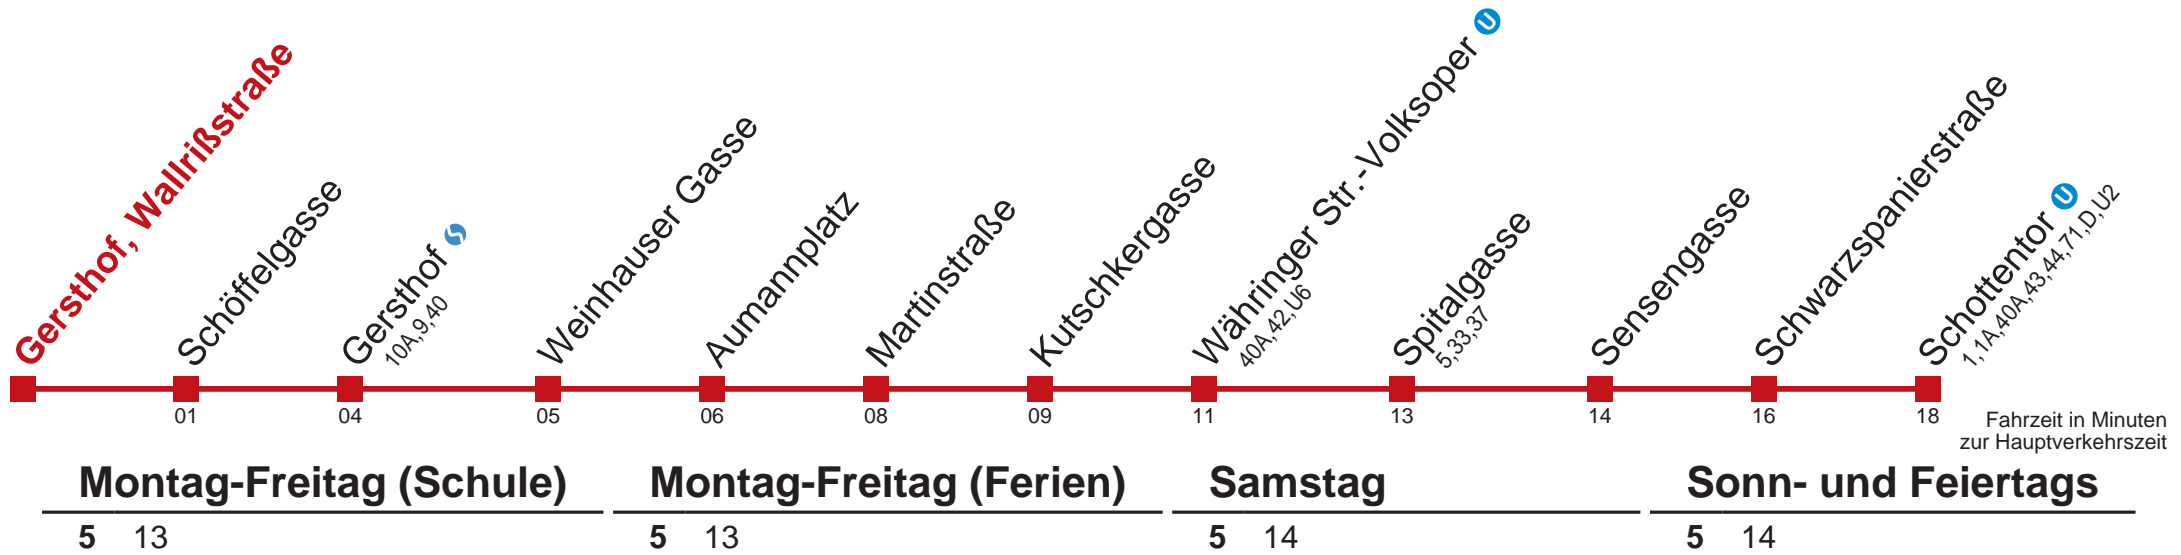 Gersthof, Wallrißstraße
Schöffelgasse
Gersthof
10A,9,40
Weinhauser Gasse
Aumannplatz
Martinstraße
Kutschkergasse
Währinger Str.-Volksoper U
40A,42,U6
Spitalgasse
5,33,37
Sensengasse
Schwarzspanierstraße
Schottentor U
1,1A,40A,43,44,71,D,U2
01 04 05 06 08 09 11 13 14 16 18
Fahrzeit in Minuten
zur Hauptverkehrszeit
Montag-Freitag (Schule) Montag-Freitag (Ferien) Samstag Sonn- und Feiertags
5 13 5 13 5 14 5 14